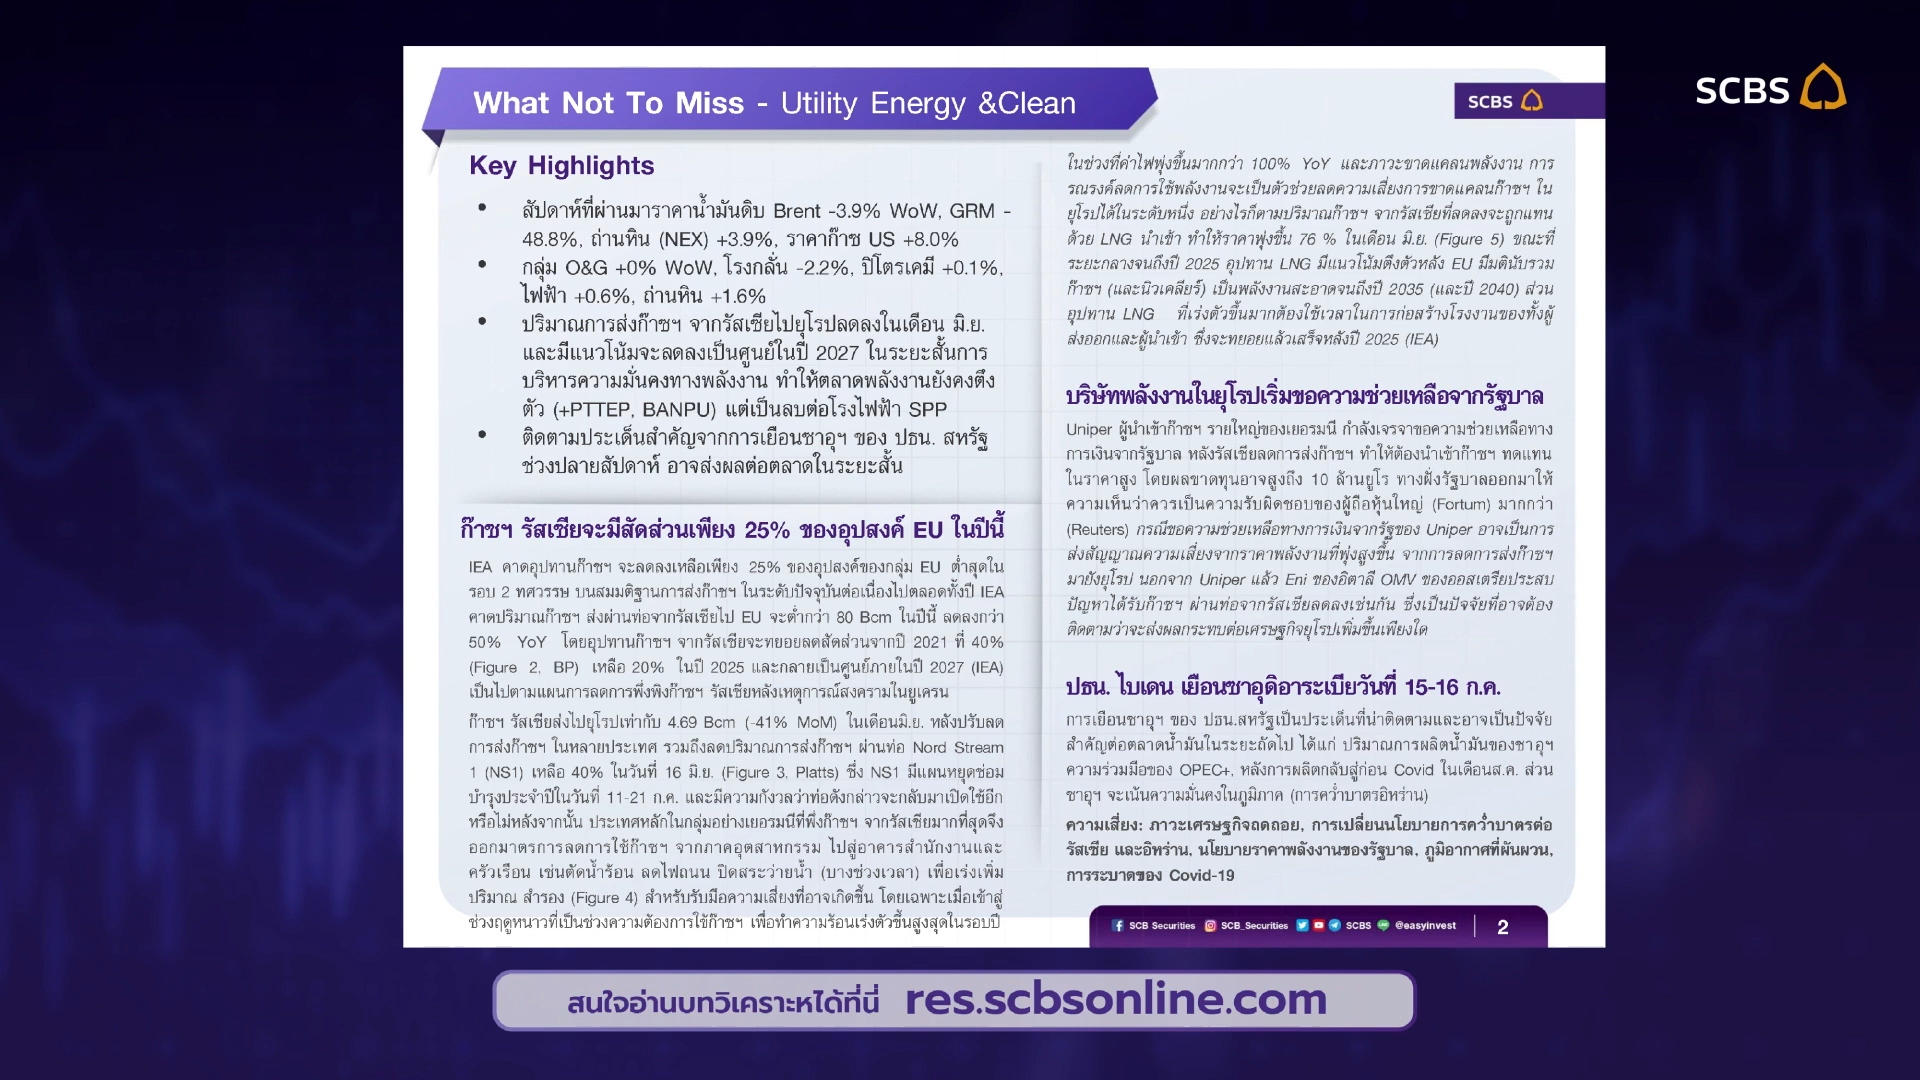 SCBS
What Not To Miss - Utility Energy &Clean
SCBS
Key Highlights
• สัปดาห์ที่ผ่านมาราคาน้ำมันดิบ Brent -3.9% WoW, GRM -
48.8%, ถ่านหิน (NEX) +3.9%, ราคาก๊าซ US +8.0%
• กลุ่ม O&G +0% WoW, โรงกลั่น -2.2%, ปิโตรเคมี +0.1%,
ไฟฟ้า +0.6%, ถ่านหิน +1.6%
• ปริมาณการส่งก๊าซฯ จากรัสเซียไปยุโรปลดลงในเดือน มิ.ย.
และมีแนวโน้มจะลดลงเป็นศูนย์ในปี 2027 ในระยะสั้นการ
บริหารความมั่นคงทางพลังงาน ทำให้ตลาดพลังงานยังคงตึง
ตัว (+PTTEP, BANPU) แต่เป็นลบต่อโรงไฟฟ้า SPP
• ติดตามประเด็นสำคัญจากการเยือนซาอุฯ ของ ปธน. สหรัฐ
ช่วงปลายสัปดาห์ อาจส่งผลต่อตลาดในระยะสั้น
ก๊าซฯ รัสเซียจะมีสัดส่วนเพียง 25% ของอุปสงค์ EU ในปีนี้
IEA คาดอุปทานก๊าซฯ จะลดลงเหลือเพียง 25% ของอุปสงค์ของกลุ่ม EU ต่ำสุดใน
รอบ 2 ทศวรรษ บนสมมติฐานการส่งก๊าซฯ ในระดับปัจจุบันต่อเนื่องไปตลอดทั้งปี IEA
คาดปริมาณก๊าซฯ ส่งผ่านท่อจากรัสเซียไป EU จะต่ำกว่า 80 Bcm ในปีนี้ ลดลงกว่า
50% YoY โดยอุปทานก๊าซฯ จากรัสเซียจะทยอยลดสัดส่วนจากปี 2021 ที่ 40%
(Figure 2, BP) เหลือ 20% ในปี 2025 และกลายเป็นศูนย์ภายในปี 2027 (IEA)
เป็นไปตามแผนการลดการพึ่งพิงก๊าซฯ รัสเซียหลังเหตุการณ์สงครามในยูเครน
ก๊าซฯ รัสเซียส่งไปยุโรปเท่ากับ 4.69 Bcm (-41% MoM) ในเดือนมิ.ย. หลังปรับลด
การส่งก๊าซฯ ในหลายประเทศ รวมถึงลดปริมาณการส่งก๊าซฯ ผ่านท่อ Nord Stream
1 (NS1) เหลือ 40% ในวันที่ 16 มิ.ย. (Figure 3, Platts) ซึ่ง NS1 มีแผนหยุดซ่อม
บำรุงประจำปีในวันที่ 11-21 ก.ค. และมีความกังวลว่าท่อดังกล่าวจะกลับมาเปิดใช้อีก
หรือไม่หลังจากนั้น ประเทศหลักในกลุ่มอย่างเยอรมนีที่พึ่งก๊าซฯ จากรัสเซียมากที่สุดจึง
ออกมาตรการลดการใช้ก๊าซฯ จากภาคอุตสาหกรรม ไปสู่อาคารสำนักงานและ
ครัวเรือน เช่นตัดน้ำร้อน ลดไฟถนน ปิดสระว่ายน้ำ (บางช่วงเวลา) เพื่อเร่งเพิ่ม
ปริมาณ สำรอง (Figure 4) สำหรับรับมือความเสี่ยงที่อาจเกิดขึ้น โดยเฉพาะเมื่อเข้าสู่
ช่วงฤดูหนาวที่เป็นช่วงความต้องการใช้ก๊าซฯ เพื่อทำความร้อนเร่งตัวขึ้นสูงสุดในรอบปี
ในช่วงที่ค่าไฟพุ่งขึ้นมากกว่า 100% YoY และภาวะขาดแคลนพลังงาน การ
รณรงค์ลดการใช้พลังงานจะเป็นตัวช่วยลดความเสี่ยงการขาดแคลนก๊าซฯ ใน
ยุโรปได้ในระดับหนึ่ง อย่างไรก็ตามปริมาณก๊าซฯ จากรัสเซียที่ลดลงจะถูกแทน
ด้วย LNG นำเข้า ทำให้ราคาพุ่งขึ้น 76 % ในเดือน มิ.ย. (Figure 5) ขณะที่
ระยะกลางจนถึงปี 2025 อุปทาน LNG มีแนวโน้มตึงตัวหลัง EU มีมตินับรวม
ก๊าซฯ (และนิวเคลียร์) เป็นพลังงานสะอาดจนถึงปี 2035 (และปี 2040) ส่วน
อุปทาน LNG ที่เร่งตัวขึ้นมากต้องใช้เวลาในการก่อสร้างโรงงานของทั้งผู้
ส่งออกและผู้นำเข้า ซึ่งจะทยอยแล้วเสร็จหลังปี 2025 (IEA)
บริษัทพลังงานในยุโรปเริ่มขอความช่วยเหลือจากรัฐบาล
Uniper ผู้นำเข้าก๊าซฯ รายใหญ่ของเยอรมนี กำลังเจรจาขอความช่วยเหลือทาง
การเงินจากรัฐบาล หลังรัสเซียลดการส่งก๊าซฯ ทำให้ต้องนำเข้าก๊าซฯ ทดแทน
ในราคาสูง โดยผลขาดทุนอาจสูงถึง 10 ล้านยูโร ทางฝั่งรัฐบาลออกมาให้
ความเห็นว่าควรเป็นความรับผิดชอบของผู้ถือหุ้นใหญ่ (Fortum) มากกว่า
(Reuters) กรณีขอความช่วยเหลือทางการเงินจากรัฐของ Uniper อาจเป็นการ
ส่งสัญญาณความเสี่ยงจากราคาพลังงานที่พุ่งสูงขึ้น จากการลดการส่งก๊าซฯ
มายังยุโรป นอกจาก Uniper แล้ว Eni ของอิตาลี OMV ของออสเตรียประสบ
ปัญหาได้รับก๊าซฯ ผ่านท่อจากรัสเซียลดลงเช่นกัน ซึ่งเป็นปัจจัยที่อาจต้อง
ติดตามว่าจะส่งผลกระทบต่อเศรษฐกิจยุโรปเพิ่มขึ้นเพียงใด
ปธน. ไบเดน เยือนซาอุดิอาระเบียวันที่ 15-16 ก.ค.
การเยือนซาอุฯ ของ ปธน.สหรัฐเป็นประเด็นที่น่าติดตามและอาจเป็นปัจจัย
สำคัญต่อตลาดน้ำมันในระยะถัดไป ได้แก่ ปริมาณการผลิตน้ำมันของซาอุฯ
ความร่วมมือของ OPEC+, หลังการผลิตกลับสู่ก่อน Covid ในเดือนส.ค. ส่วน
ซาอุฯ จะเน้นความมั่นคงในภูมิภาค (การคว่ำบาตรอิหร่าน)
ความเสี่ยง: ภาวะเศรษฐกิจถดถอย, การเปลี่ยนนโยบายการคว่ำบาตรต่อ
รัสเซีย และอิหร่าน, นโยบายราคาพลังงานของรัฐบาล, ภูมิอากาศที่ผันผวน,
การระบาดของ Covid-19
SCB Securities SCB_Securities SCBS @easyinvest 2
สนใจอ่านบทวิเคราะห์ได้ที่นี่ res.scbsonline.com